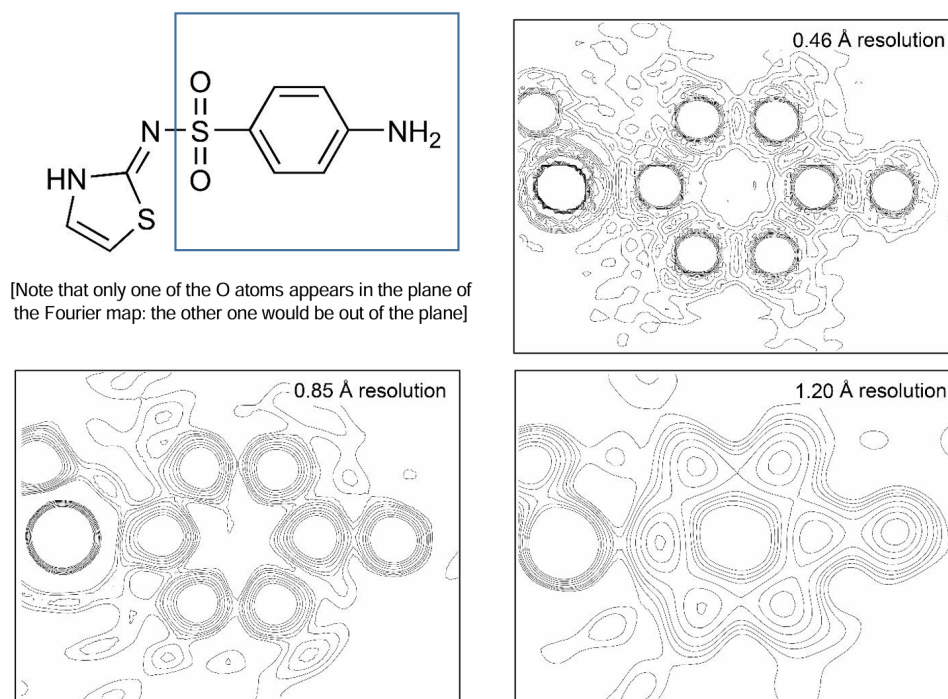 O
N
S
NH₂
HN
O
S
[Note that only one of the O atoms appears in the plane of
the Fourier map: the other one would be out of the plane]
0.46 Å resolution
0.85 Å resolution
1.20 Å resolution